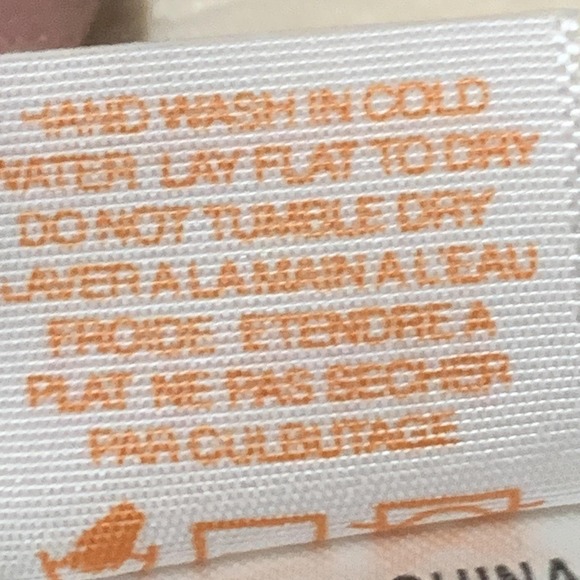 HAND WASH IN COLD
WATER LAY FLAT TO DRY
DO NOT TUMBLE DRY
LAVER A LA MAIN A L'EAU
FROIDE ETENDRE A
PLAT NE PAS SECHER
PAR CULBUTAGE
CHINA